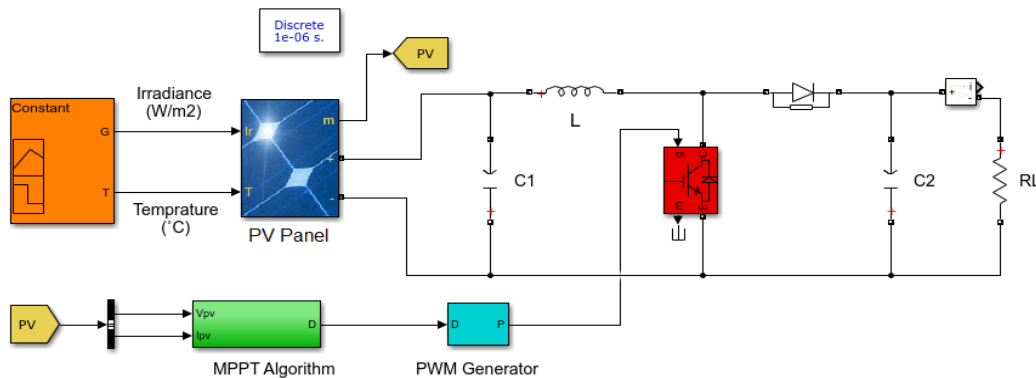 Discrete
1e-06 s.
PV
Constant
G
T
Irradiance
(W/m2)
Temprature
(°C)
Ir
T
m
+
-
PV Panel
C1
L
g
C
m
E
C2
+
-
i
RL
PV
Vpv
Ipv
D
MPPT Algorithm
D
P
PWM Generator